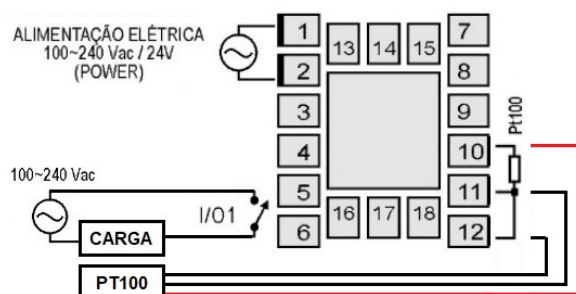 ALIMENTAÇÃO ELÉTRICA
100~240 Vac / 24V
(POWER)
1
2
3
4
5
6
13
14
15
16
17
18
7
8
9
10
11
12
Pt100
100~240 Vac
I/O1
CARGA
PT100